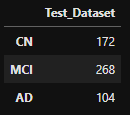 Test_Dataset
CN 172
MCI 268
AD 104